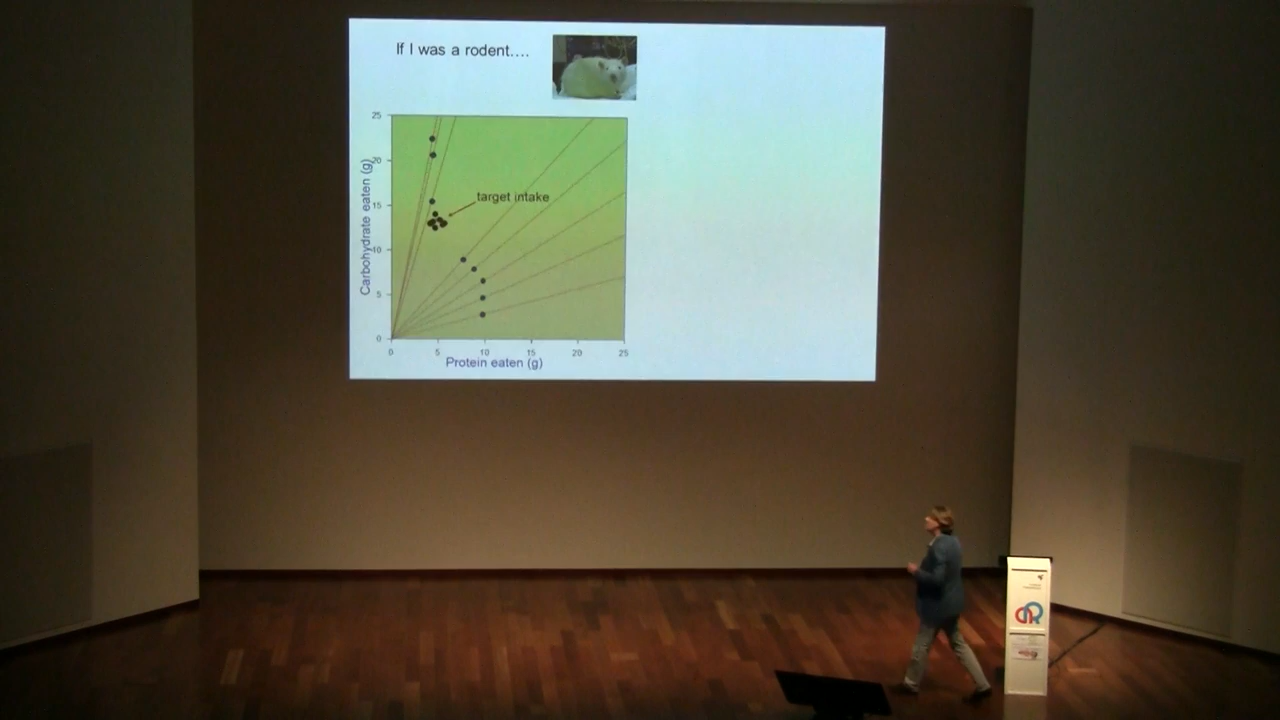 If I was a rodent....
25
20
15
10
5
0
Carbohydrate eaten (g)
target intake
0 5 10 15 20 25
Protein eaten (g)